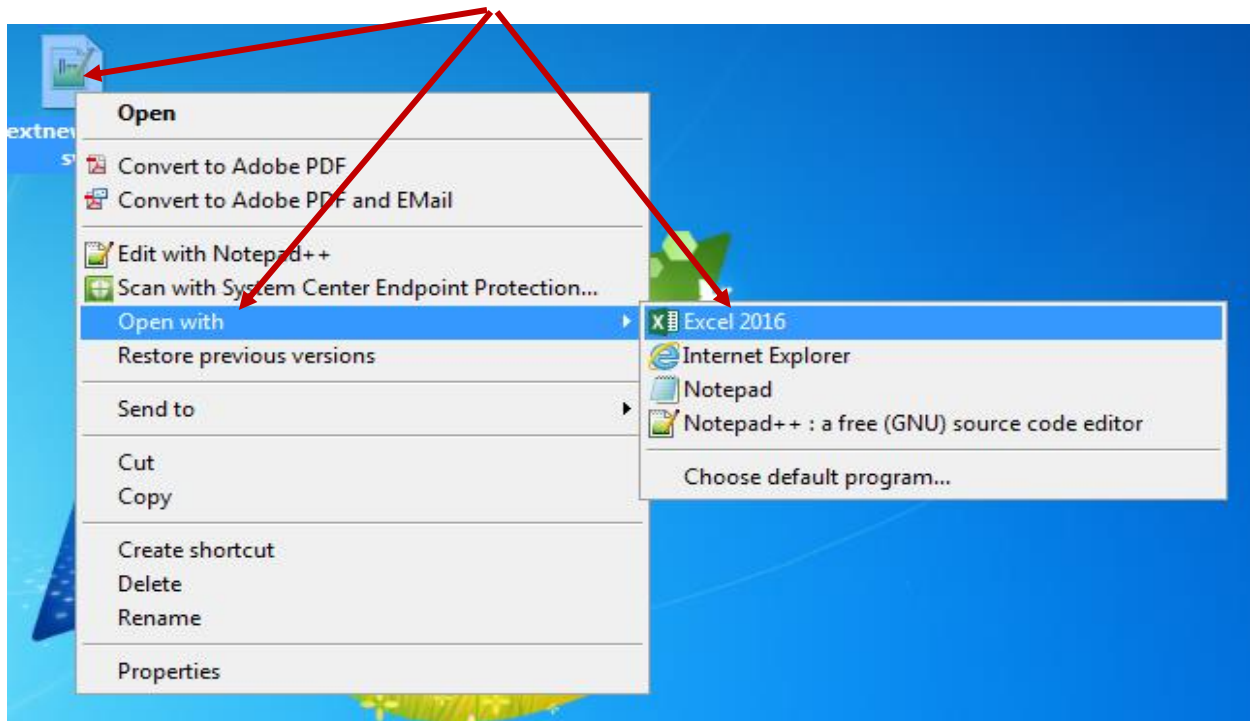 Open
Convert to Adobe PDF
Convert to Adobe PDF and EMail
Edit with Notepad++
Scan with System Center Endpoint Protection...
Open with
Restore previous versions
Send to
Cut
Copy
Create shortcut
Delete
Rename
Properties
Excel 2016
Internet Explorer
Notepad
Notepad++ : a free (GNU) source code editor
Choose default program...